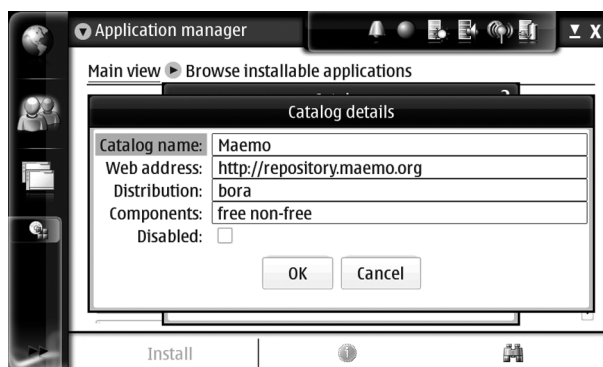 Application manager
Main view Browse installable applications
Catalog details
Catalog name: Maemo
Web address: http://repository.maemo.org
Distribution: bora
Components: free non-free
Disabled:
OK Cancel
Install